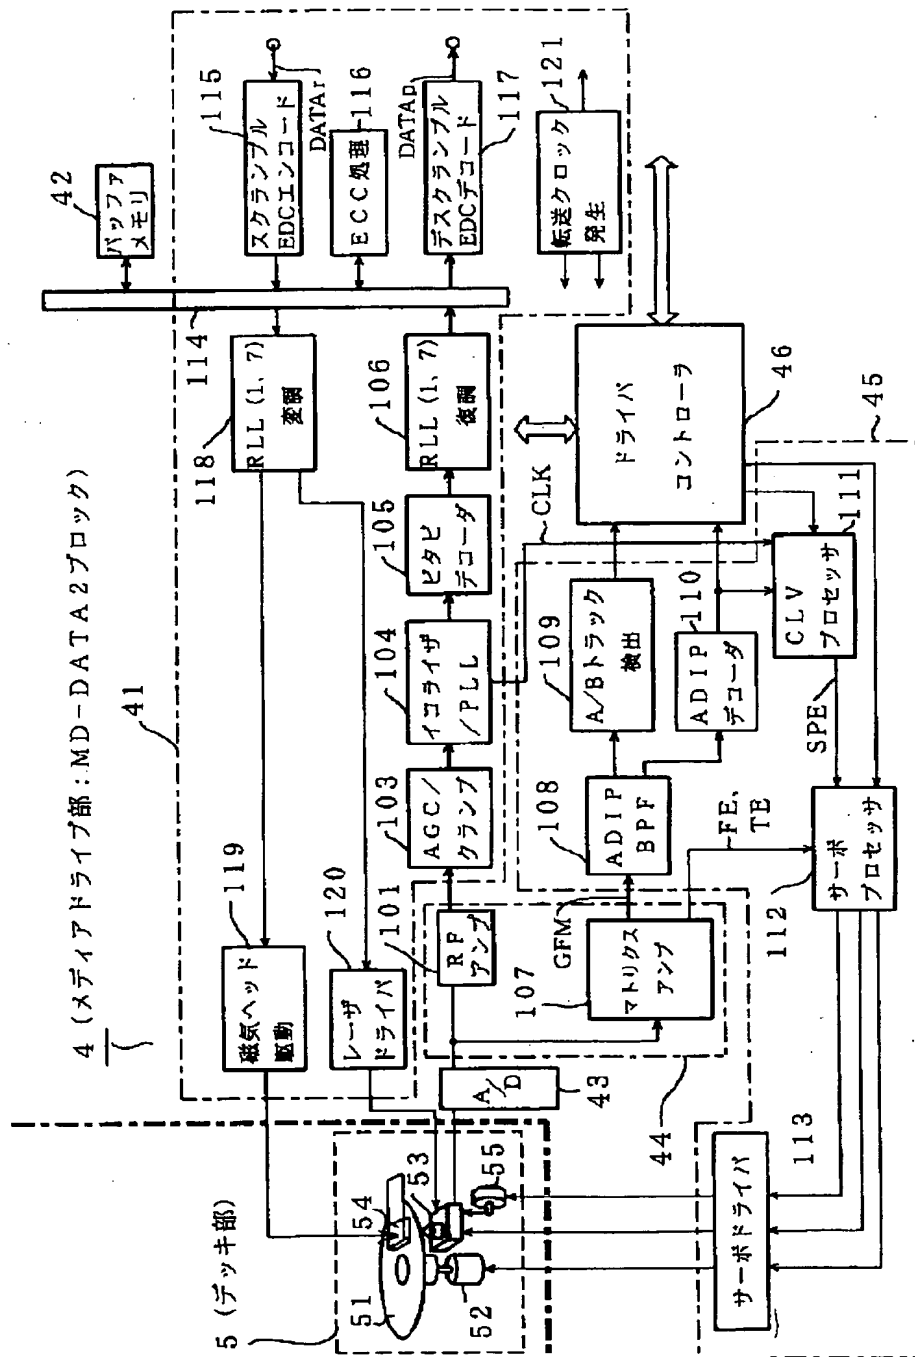 4 (メディアドライブ部:MD-DATA2ブロック)
41
42
バッファ
メモリ
115
スクランブル
EDCエンコード
DATAr
116
ECC処理
DATAp
117
デスクランブル
EDCデコード
121
転送クロック
発生
114
118
RLL (1、7)
変調
106
RLL (1、7)
復調
105
ビタビ
デコーダ
104
イコライザ
/PLL
103
AGC/
クランプ
101
RF
アンプ
119
磁気ヘッド
駆動
120
レーザ
ドライバ
CLK
ドライバ
コントローラ
46
45
109
A/Bトラック
検出
110
ADIP
デコーダ
111
CLV
プロセッサ
SPE
108
ADIP
BPF
GFM
107
マトリクス
アンプ
FE、
TE
112
サーボ
プロセッサ
A/D
43
44
113
サーボドライバ
5 (デッキ部)
51
54
53
55
52